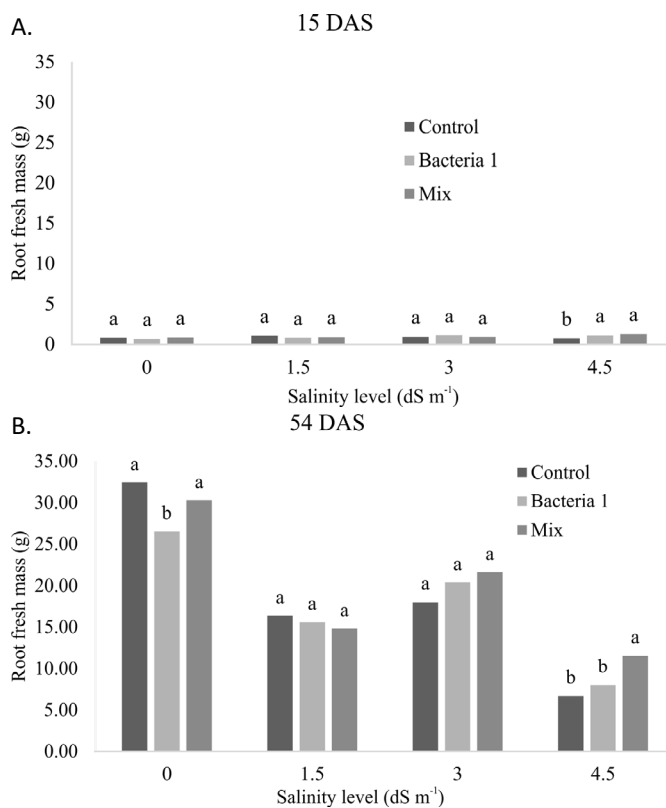 A.
15 DAS
35
30
25
20
15
10
5
0
Root fresh mass (g)
Control
Bacteria 1
Mix
a a a a a a a a a b a a
0 1.5 3 4.5
Salinity level (dS m⁻¹)
B.
54 DAS
35.00
30.00
25.00
20.00
15.00
10.00
5.00
0.00
Root fresh mass (g)
Control
Bacteria 1
Mix
a b a a a a a a a b b a
0 1.5 3 4.5
Salinity level (dS m⁻¹)